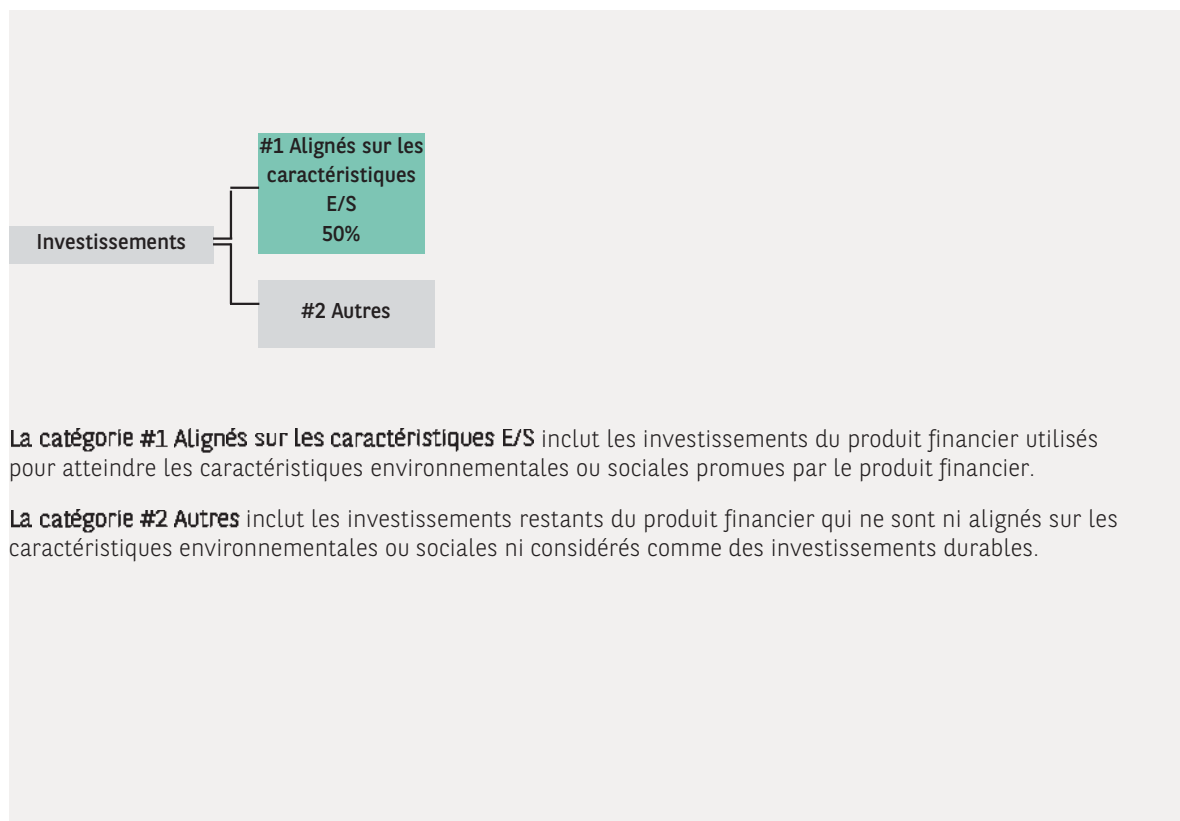 #1 Alignés sur les
caractéristiques
E/S
50%
Investissements
#2 Autres
La catégorie #1 Alignés sur les caractéristiques E/S inclut les investissements du produit financier utilisés
pour atteindre les caractéristiques environnementales ou sociales promues par le produit financier.
La catégorie #2 Autres inclut les investissements restants du produit financier qui ne sont ni alignés sur les
caractéristiques environnementales ou sociales ni considérés comme des investissements durables.